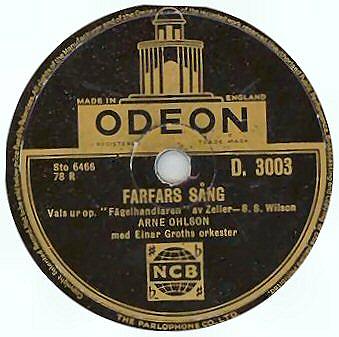 MADE IN ENGLAND
ODEON
REGISTERED TRADE MARK
Sto 6466
78 R
D. 3003
FARFARS SÅNG
Vals ur op. "Fågelhandlaren" av Zeller—S. S. Wilson
ARNE OHLSON
med Einar Groths orkester
NCB
THE PARLOPHONE CO. LTD.